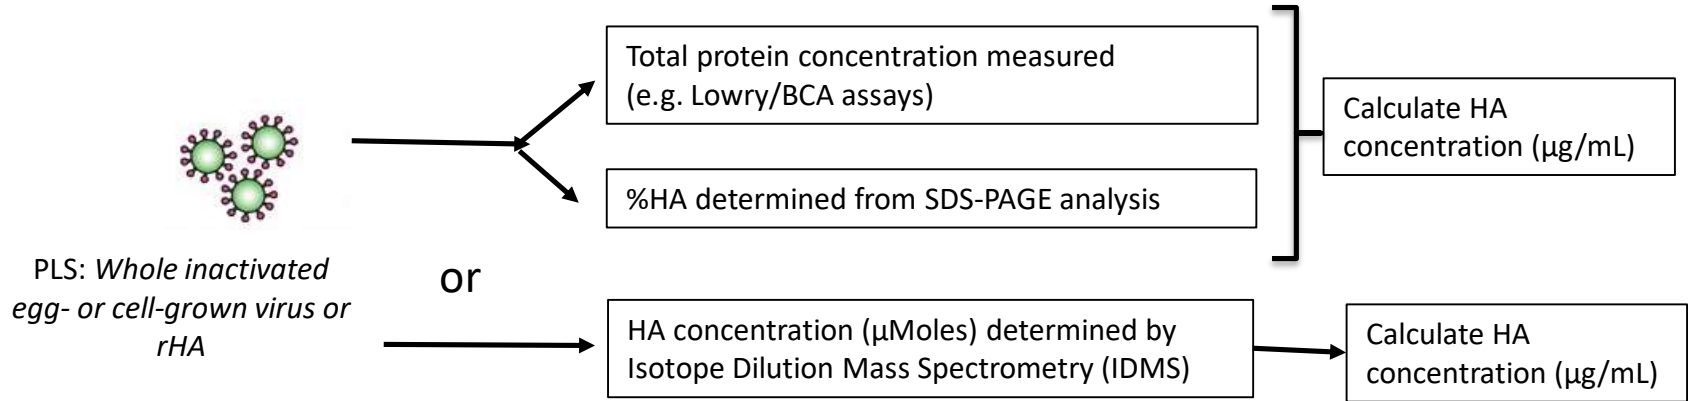 Total protein concentration measured
(e.g. Lowry/BCA assays)
Calculate HA
concentration (µg/mL)
%HA determined from SDS-PAGE analysis
PLS: Whole inactivated
egg- or cell-grown virus or
rHA
or
HA concentration (µMoles) determined by
Isotope Dilution Mass Spectrometry (IDMS)
Calculate HA
concentration (µg/mL)